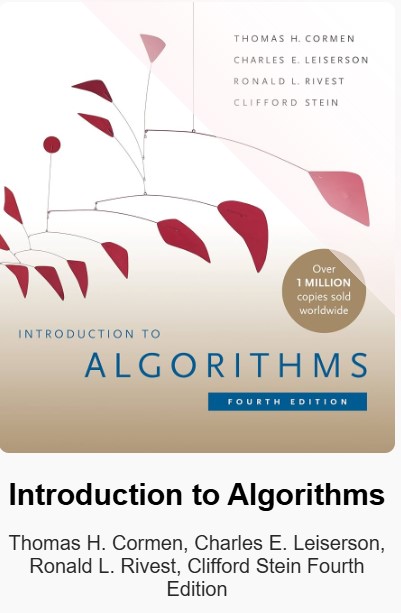 THOMAS H. CORMEN
CHARLES E. LEISERSON
RONALD L. RIVEST
CLIFFORD STEIN
Over
1 MILLION
copies sold
worldwide
INTRODUCTION TO
ALGORITHMS
FOURTH EDITION
Introduction to Algorithms
Thomas H. Cormen, Charles E. Leiserson,
Ronald L. Rivest, Clifford Stein Fourth
Edition